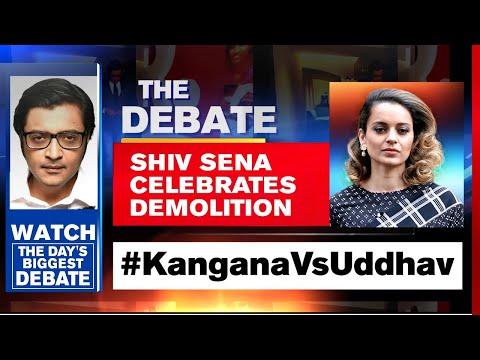 THE
DEBATE
SHIV SENA
CELEBRATES
DEMOLITION
WATCH
THE DAY'S
BIGGEST
DEBATE
#KanganaVsUddhav